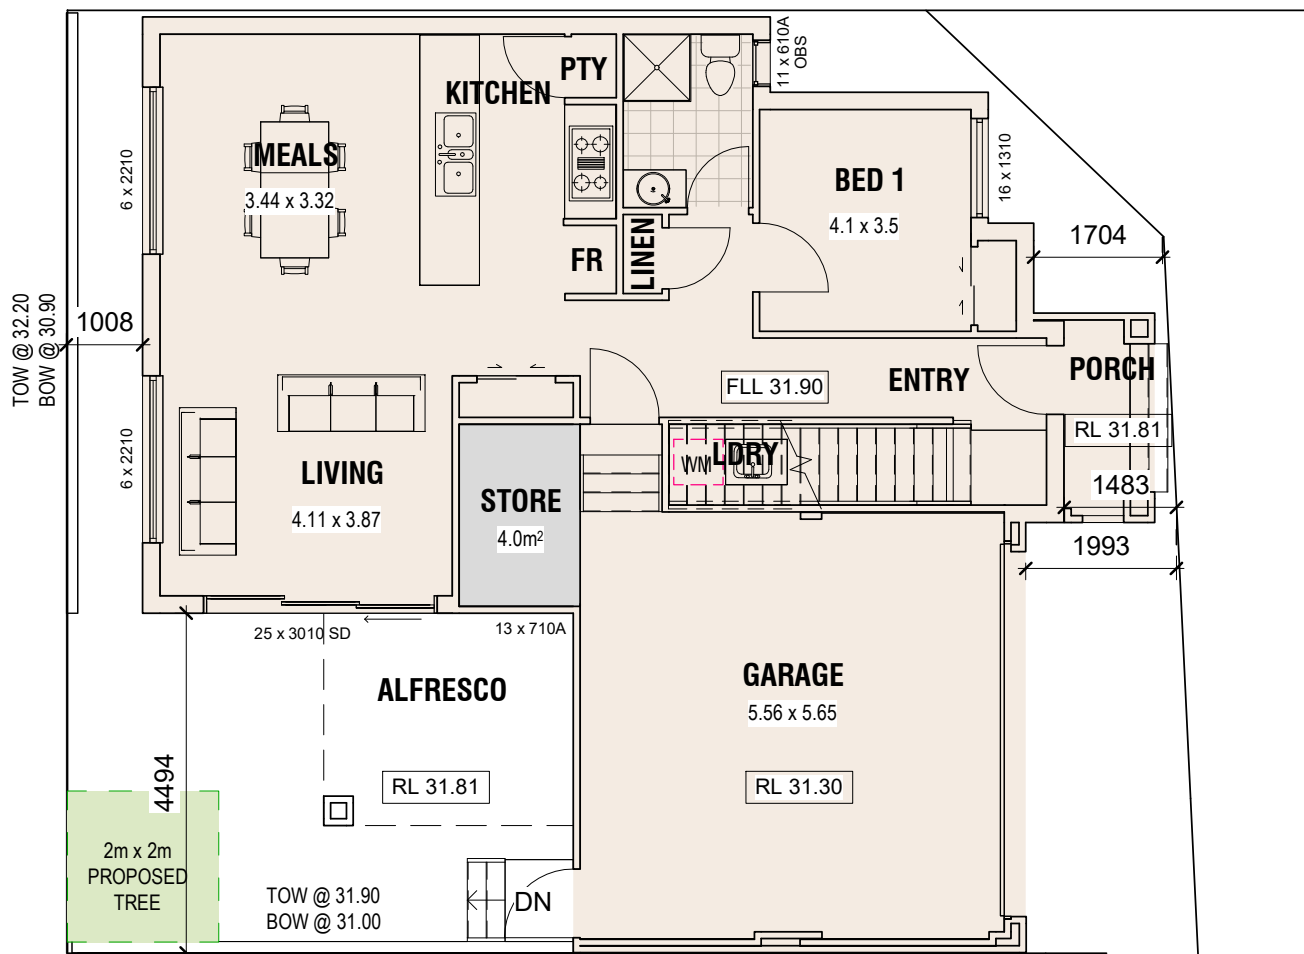 11 x 610A
OBS
PTY
KITCHEN
MEALS
3.44 x 3.32
6 x 2210
BED 1
4.1 x 3.5
16 x 1310
LINEN
FR
1704
TOW @ 32.20
BOW @ 30.90
1008
ENTRY
PORCH
FLL 31.90
RL 31.81
LDRY
WM
6 x 2210
LIVING
4.11 x 3.87
STORE
4.0m²
1483
1993
25 x 3010 SD
13 x 710A
ALFRESCO
GARAGE
5.56 x 5.65
4494
RL 31.81
RL 31.30
2m x 2m
PROPOSED
TREE
TOW @ 31.90
BOW @ 31.00
DN